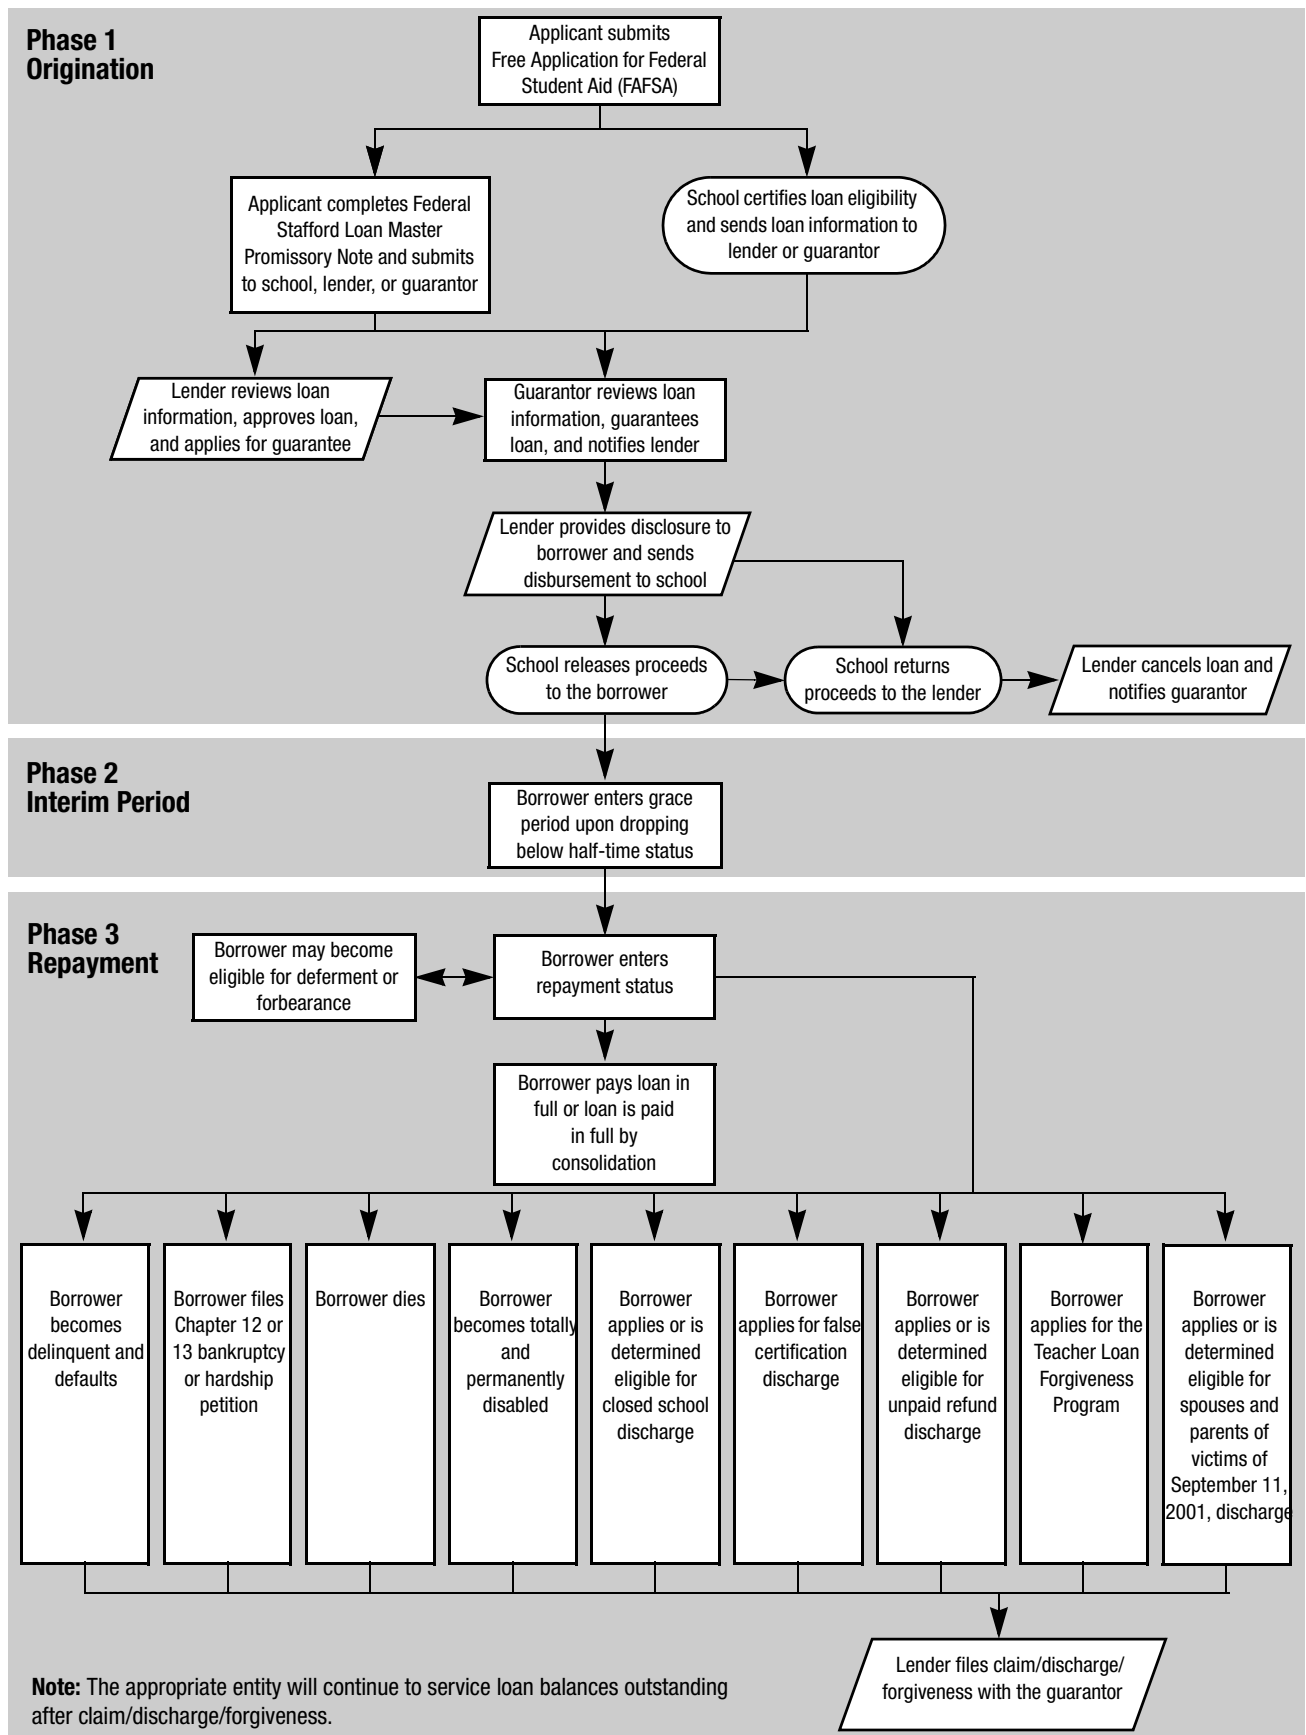 Phase 1
Origination
Applicant submits
Free Application for Federal
Student Aid (FAFSA)
Applicant completes Federal
Stafford Loan Master
Promissory Note and submits
to school, lender, or guarantor
School certifies loan eligibility
and sends loan information to
lender or guarantor
Lender reviews loan
information, approves loan,
and applies for guarantee
Guarantor reviews loan
information, guarantees
loan, and notifies lender
Lender provides disclosure to
borrower and sends
disbursement to school
School releases proceeds
to the borrower
School returns
proceeds to the lender
Lender cancels loan and
notifies guarantor
Phase 2
Interim Period
Borrower enters grace
period upon dropping
below half-time status
Phase 3
Repayment
Borrower may become
eligible for deferment or
forbearance
Borrower enters
repayment status
Borrower pays loan in
full or loan is paid
in full by
consolidation
Borrower
becomes
delinquent and
defaults
Borrower files
Chapter 12 or
13 bankruptcy
or hardship
petition
Borrower dies
Borrower
becomes totally
and
permanently
disabled
Borrower
applies or is
determined
eligible for
closed school
discharge
Borrower
applies for false
certification
discharge
Borrower
applies or is
determined
eligible for
unpaid refund
discharge
Borrower
applies for the
Teacher Loan
Forgiveness
Program
Borrower
applies or is
determined
eligible for
spouses and
parents of
victims of
September 11,
2001, discharge
Lender files claim/discharge/
forgiveness with the guarantor
Note: The appropriate entity will continue to service loan balances outstanding
after claim/discharge/forgiveness.